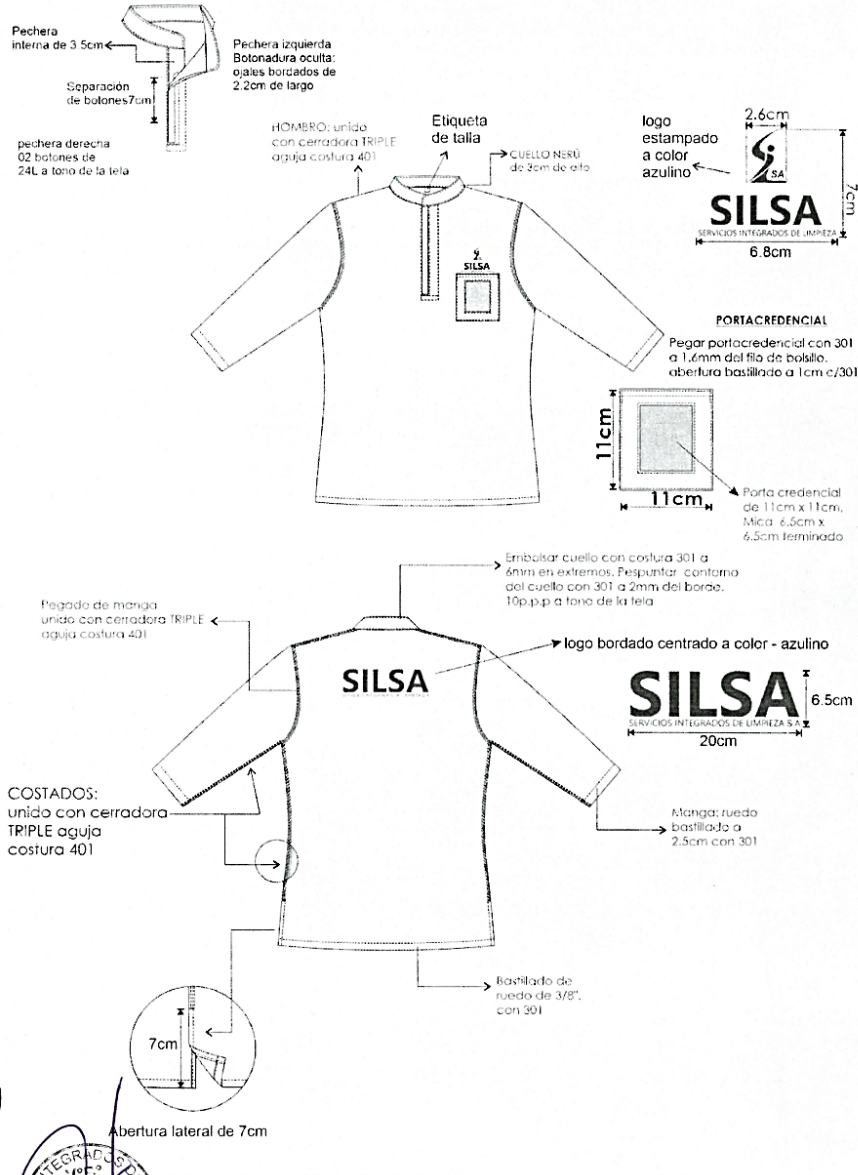 Pechera
interna de 3 5cm
Pechera izquierda
Botonadura oculta:
ojales bordados de
2.2cm de largo
Separación
de botones7cm
pechera derecha
02 botones de
24L a tono de la tela
HOMBRO: unido
con cerradora TRIPLE
aguja costura 401
Etiqueta
de talla
CUELLO NERÚ
de 3cm de alto
logo
estampado
a color
azulino
2.6cm
SA
SILSA
SERVICIOS INTEGRADOS DE LIMPIEZA
6.8cm
7cm
SILSA
PORTACREDENCIAL
Pegar portacredencial con 301
a 1.6mm del filo de bolsillo.
abertura bastillado a 1cm c/301
11cm
11cm
Porta credencial
de 11cm x 11cm.
Mica 6.5cm x
6.5cm terminado
Embolsar cuello con costura 301 a
6mm en extremos. Pespuntar contorno
del cuello con 301 a 2mm del borde.
10p.p.p a tono de la tela
Pegado de manga
unido con cerradora TRIPLE
aguja costura 401
logo bordado centrado a color - azulino
SILSA
SILSA
SERVICIOS INTEGRADOS DE LIMPIEZA S A
6.5cm
20cm
COSTADOS:
unido con cerradora
TRIPLE aguja
costura 401
Manga: ruedo
bastillado a
2.5cm con 301
Bastillado de
ruedo de 3/8".
con 301
7cm
Abertura lateral de 7cm
INTEGRADOS D
V°B°